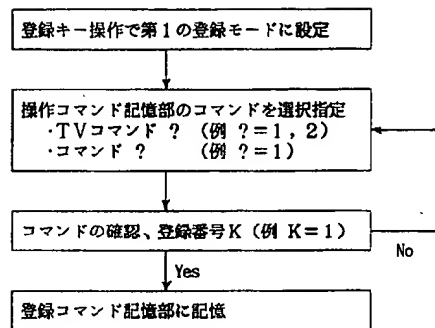 登録キー操作で第1の登録モードに設定
操作コマンド記憶部のコマンドを選択指定
・TVコマンド ? (例 ?=1, 2)
・コマンド ? (例 ?=1)
コマンドの確認、登録番号K (例 K=1)
No
Yes
登録コマンド記憶部に記憶